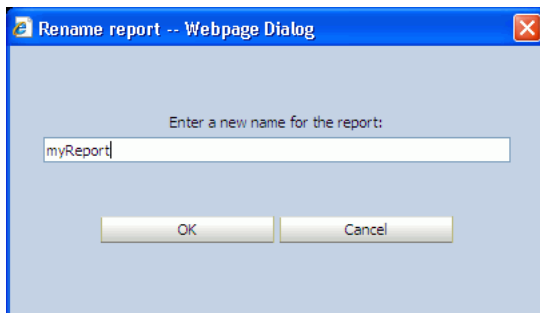 Rename report -- Webpage Dialog
Enter a new name for the report:
myReport
OK
Cancel